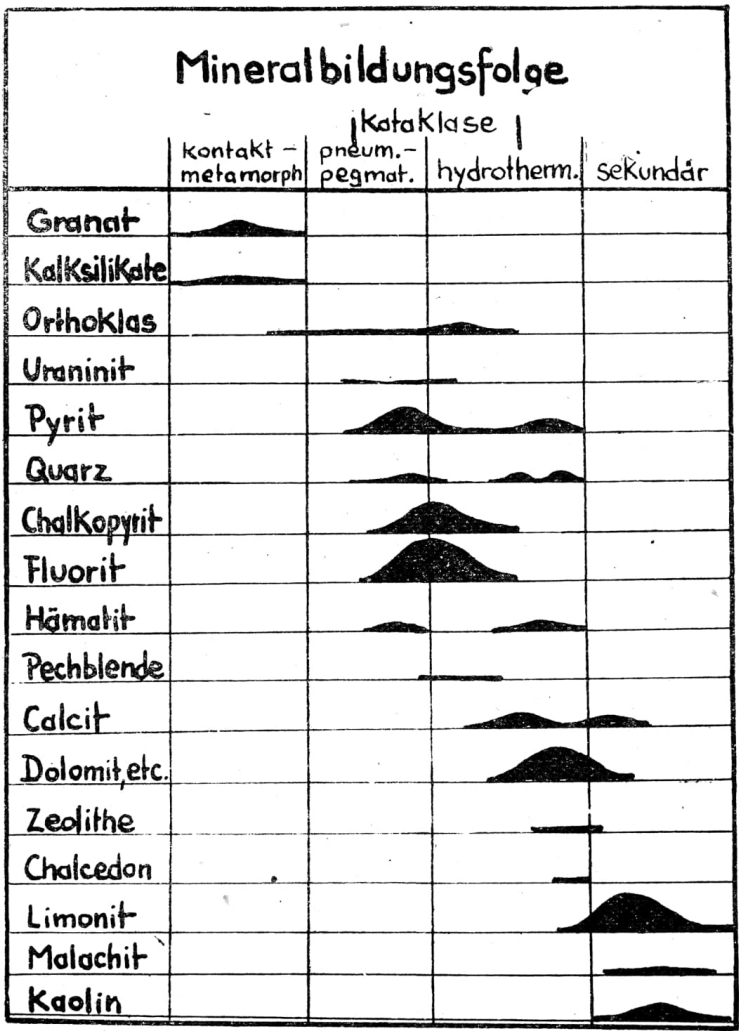 Mineralbildungsfolge
Kataklase
kontakt- pneum.- hydrotherm. sekundär
metamorph pegmat.
Granat
Kalksilikate
Orthoklas
Uraninit
Pyrit
Quarz
Chalkopyrit
Fluorit
Hämatit
Pechblende
Calcit
Dolomit, etc.
Zeolithe
Chalcedon
Limonit
Malachit
Kaolin